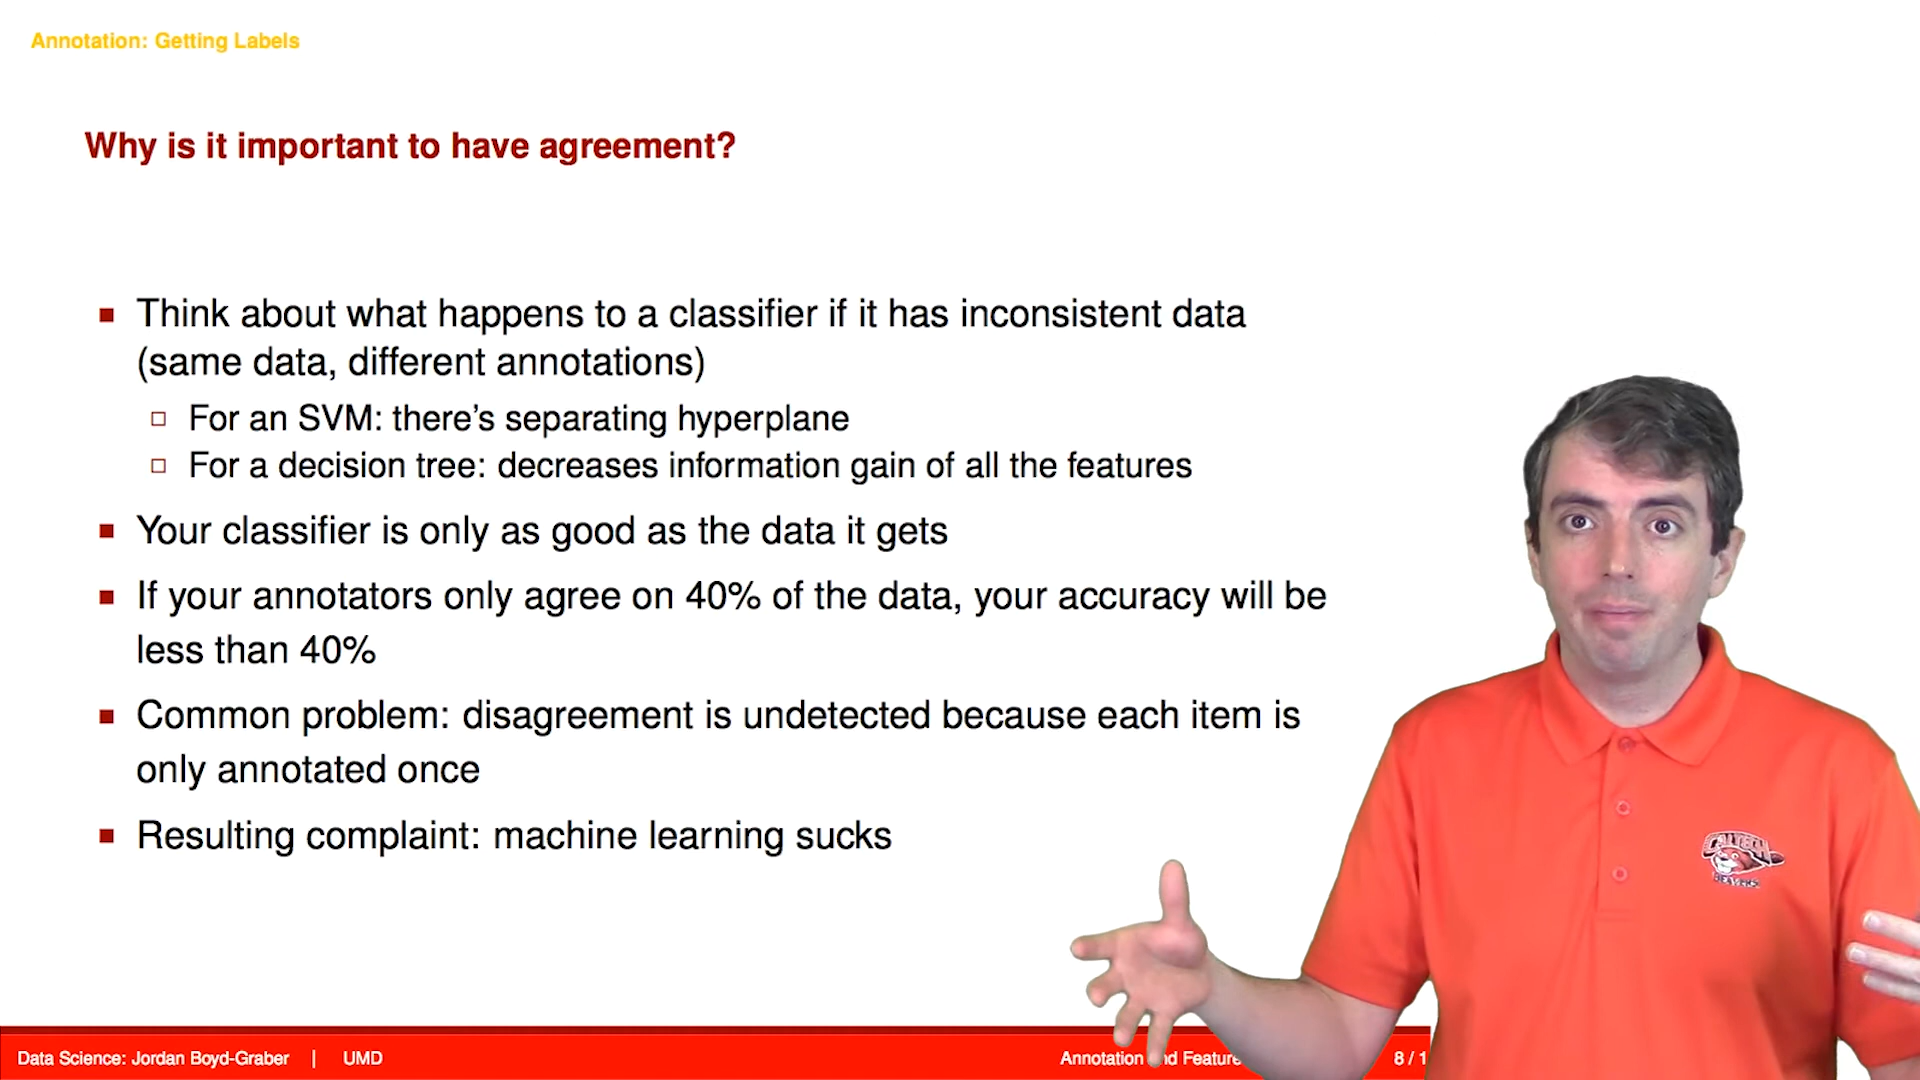 Annotation: Getting Labels
Why is it important to have agreement?
Think about what happens to a classifier if it has inconsistent data
(same data, different annotations)
For an SVM: there's separating hyperplane
For a decision tree: decreases information gain of all the features
Your classifier is only as good as the data it gets
If your annotators only agree on 40% of the data, your accuracy will be
less than 40%
Common problem: disagreement is undetected because each item is
only annotated once
Resulting complaint: machine learning sucks
CALTECH
BEAVERS
Data Science: Jordan Boyd-Graber | UMD
Annotation nd Feature
8 / 1